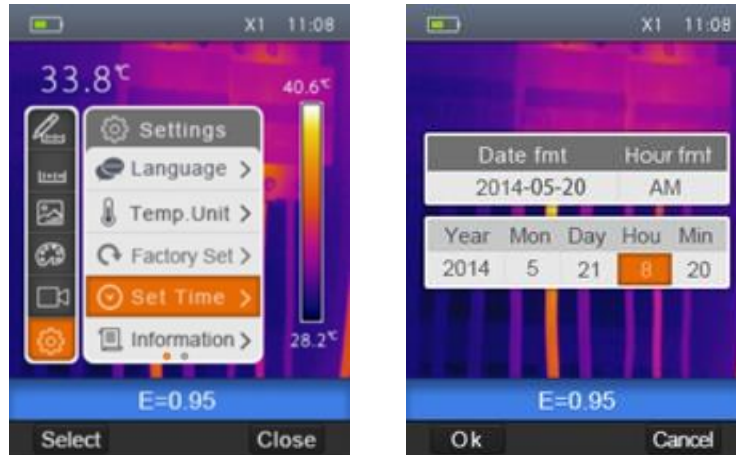 X1 11:08
33.8℃
40.6℃
Settings
Language >
Temp.Unit >
Factory Set >
Set Time >
Information >
28.2℃
E=0.95
Select Close
X1 11:08
Date fmt Hour fmt
2014-05-20 AM
Year Mon Day Hou Min
2014 5 21 8 20
E=0.95
Ok Cancel